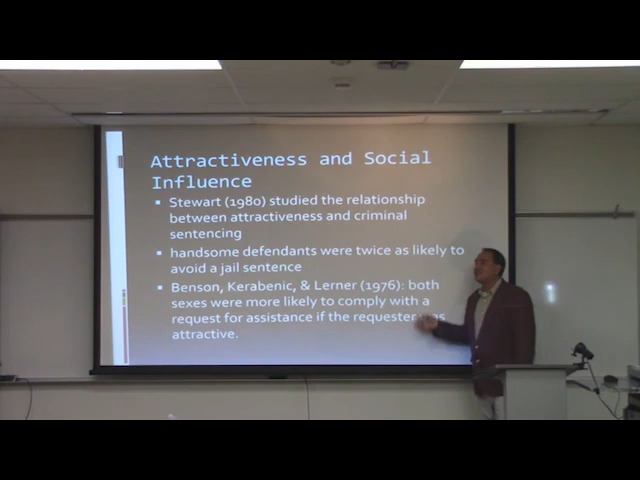 Attractiveness and Social
Influence
▪ Stewart (1980) studied the relationship
between attractiveness and criminal
sentencing
▪ handsome defendants were twice as likely to
avoid a jail sentence
▪ Benson, Kerabenic, & Lerner (1976): both
sexes were more likely to comply with a
request for assistance if the requester was
attractive.